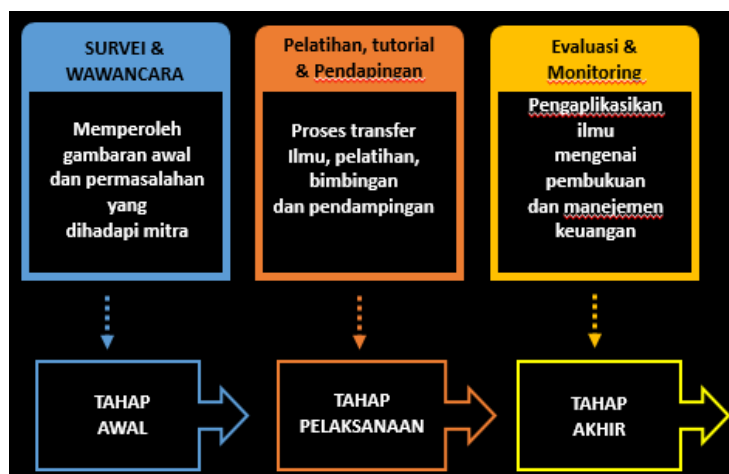 SURVEI &
WAWANCARA
Memperoleh
gambaran awal
dan permasalahan
yang
dihadapi mitra
Pelatihan, tutorial
& Pendapingan
Proses transfer
Ilmu, pelatihan,
bimbingan
dan pendampingan
Evaluasi &
Monitoring
Pengaplikasikan
ilmu
mengenai
pembukuan
dan manejemen
keuangan
TAHAP
AWAL
TAHAP
PELAKSANAAN
TAHAP
AKHIR